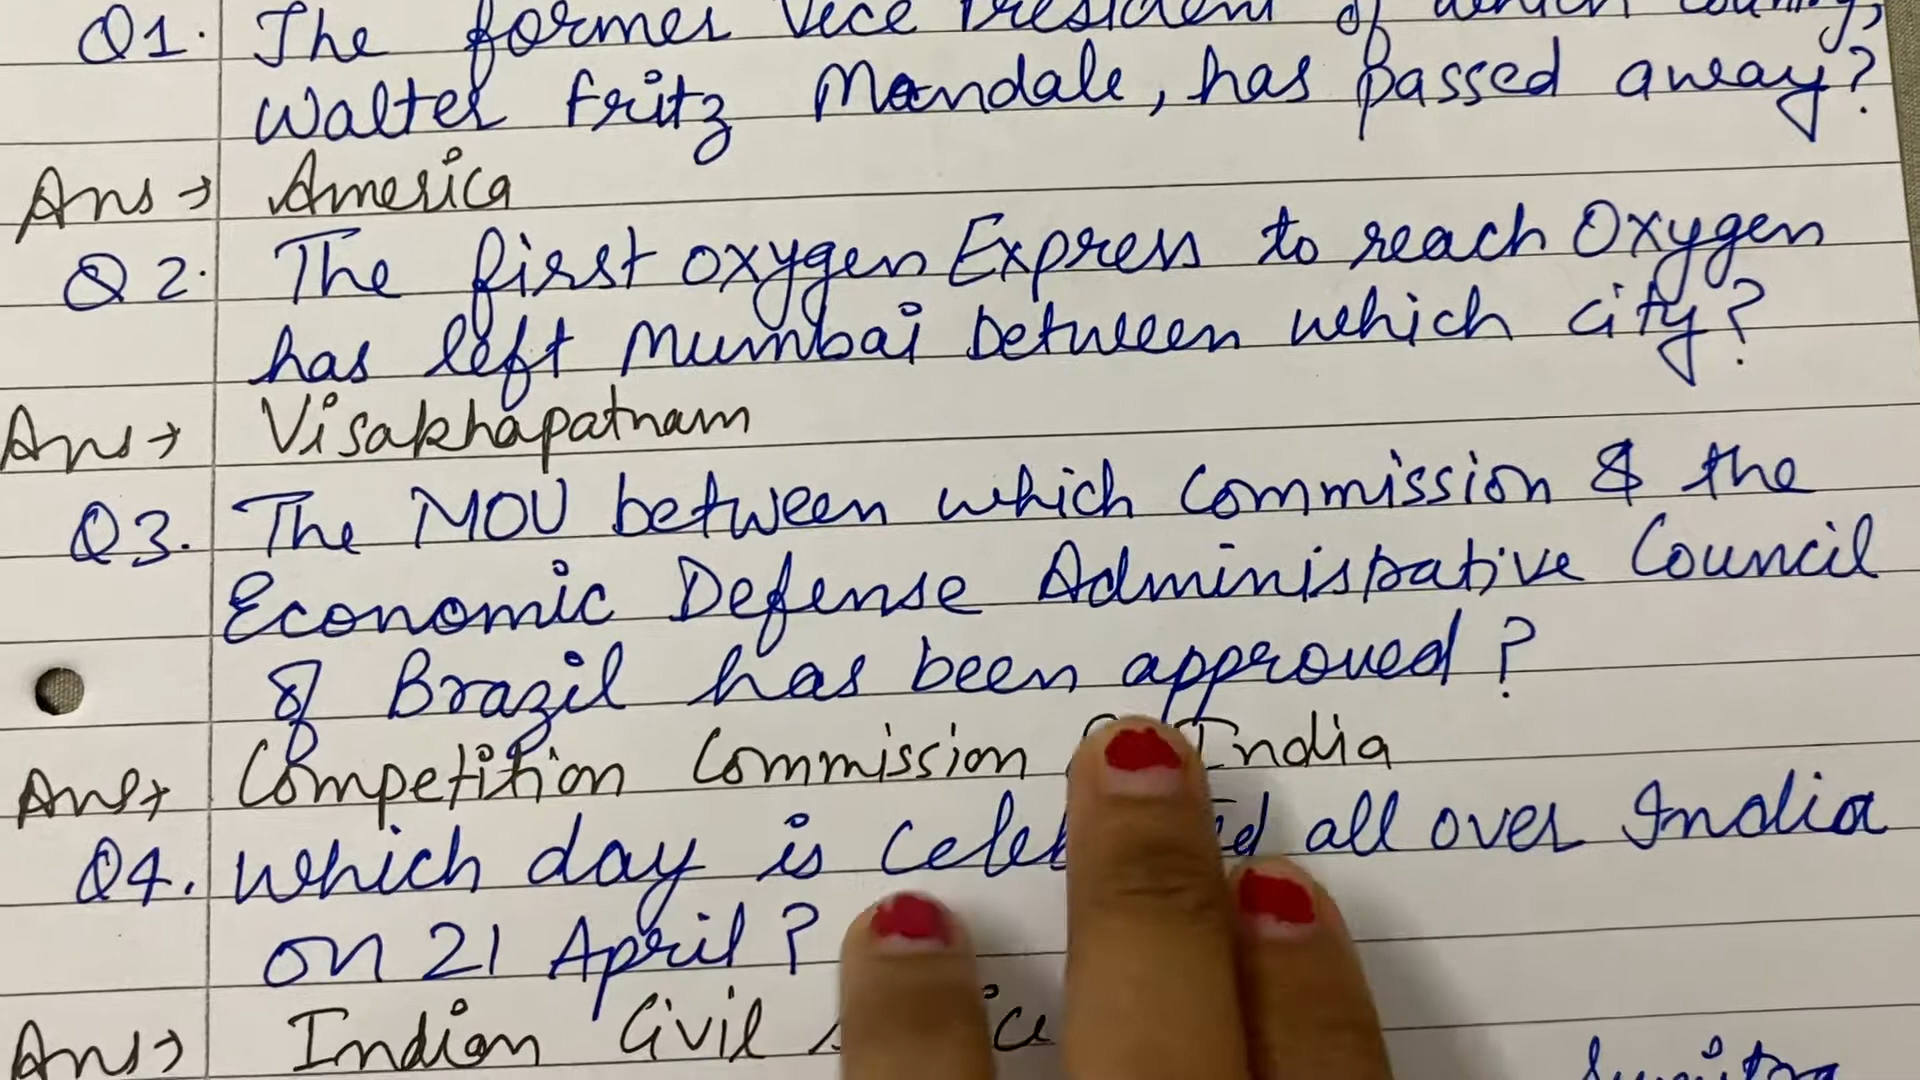 Q1. The former Vice President of which country,
Walter Fritz Mandale, has passed away?
Ans → America
Q2. The first oxygen Express to reach Oxygen
has left Mumbai between which city?
Ans → Visakhapatnam
Q3. The MOU between which Commission & the
Economic Defense Administrative Council
of Brazil has been approved?
Ans → Competition Commission India
Q4. Which day is all over India
on 21 April?
Ans → Indian Civil